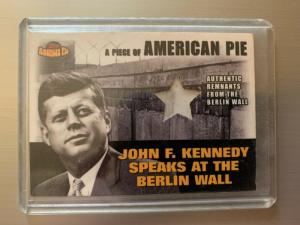 A PIECE OF AMERICAN PIE
AUTHENTIC
REMNANTS
FROM THE
BERLIN WALL
JOHN F. KENNEDY
SPEAKS AT THE
BERLIN WALL